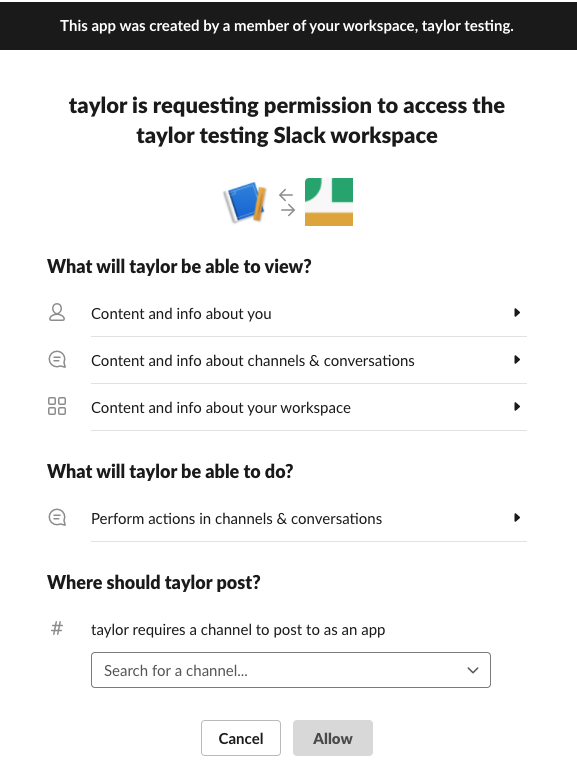 This app was created by a member of your workspace, taylor testing.
taylor is requesting permission to access the
taylor testing Slack workspace
What will taylor be able to view?
Content and info about you
Content and info about channels & conversations
Content and info about your workspace
What will taylor be able to do?
Perform actions in channels & conversations
Where should taylor post?
# taylor requires a channel to post to as an app
Search for a channel...
Cancel Allow